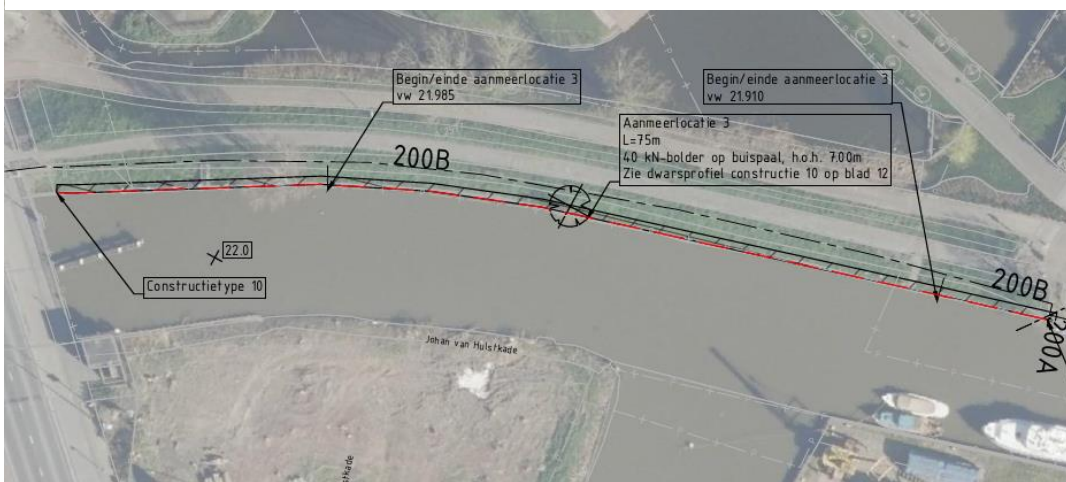 Begin/einde aanmeerlocatie 3
vw 21.985
Begin/einde aanmeerlocatie 3
vw 21.910
Aanmeerlocatie 3
L=75m
40 kN-bolder op buispaal, h.o.h. 7.00m
Zie dwarsprofiel constructie 10 op blad 12
200B
22.0
Constructietype 10
200B
200A
Johan van Hulstkade